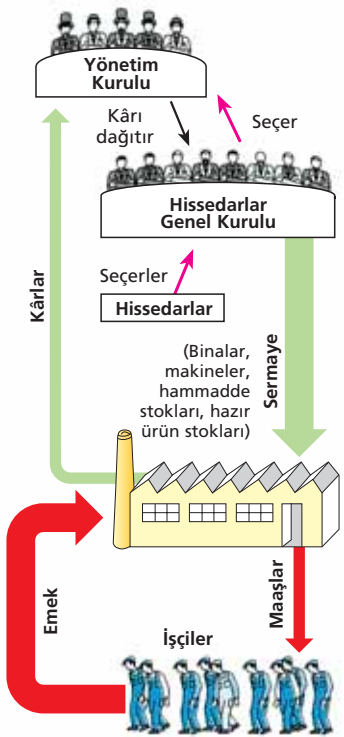 Yönetim
Kurulu
Kârı
dağıtır
Seçer
Hissedarlar
Genel Kurulu
Seçerler
Hissedarlar
Kârlar
(Binalar,
makineler,
hammadde
stokları, hazır
ürün stokları)
Sermaye
Emek
Maaşlar
İşçiler